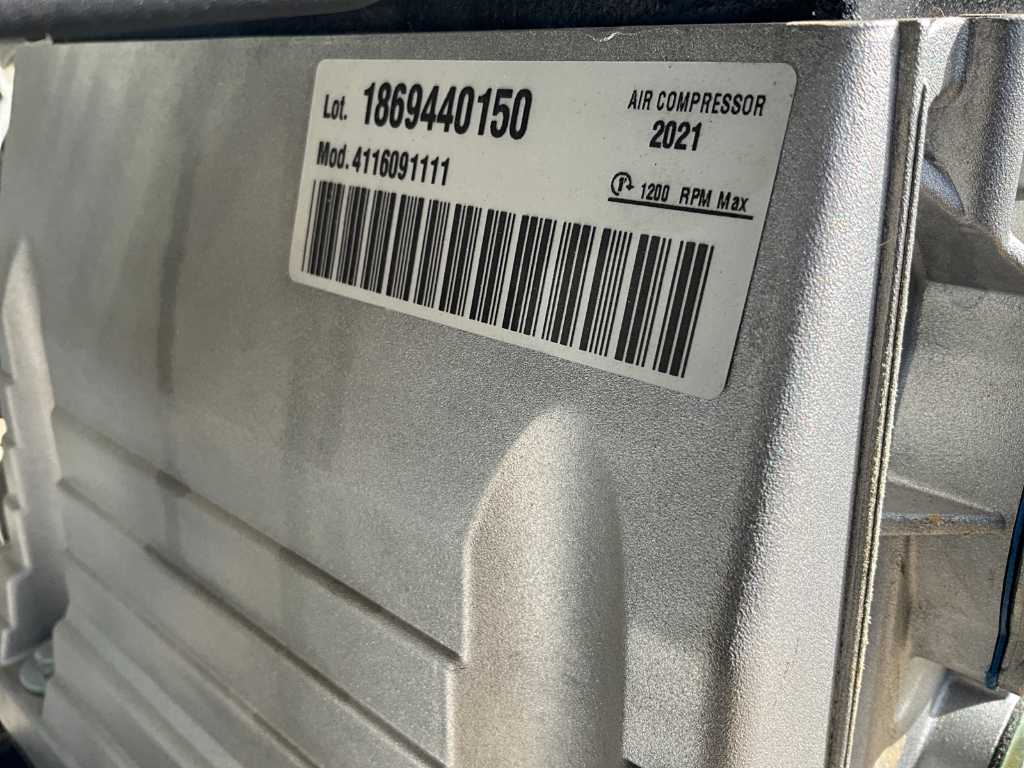 Lot. 1869440150
Mod. 4116091111
AIR COMPRESSOR
2021
1200 RPM Max